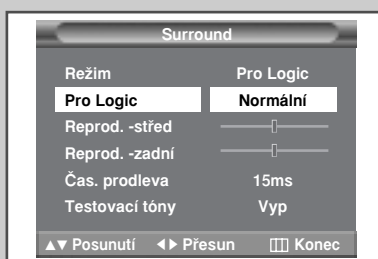 Surround
Režim Pro Logic
Pro Logic Normální
Reprod. -střed
Reprod. -zadní
Čas. prodleva 15ms
Testovací tóny Vyp
▲▼ Posunutí ◀▶ Přesun Konec